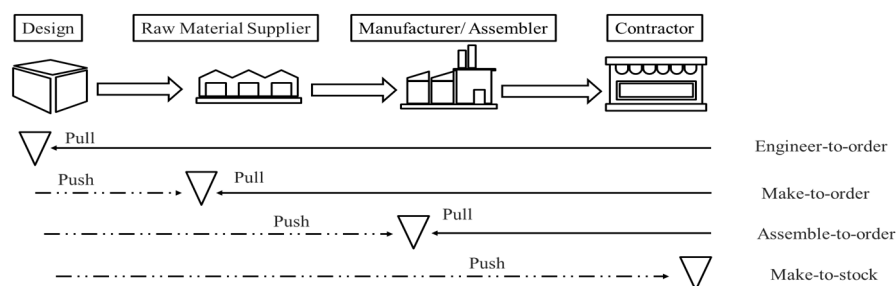 Design
Raw Material Supplier
Manufacturer/ Assembler
Contractor
Pull
Engineer-to-order
Push
Pull
Make-to-order
Push
Pull
Assemble-to-order
Push
Make-to-stock